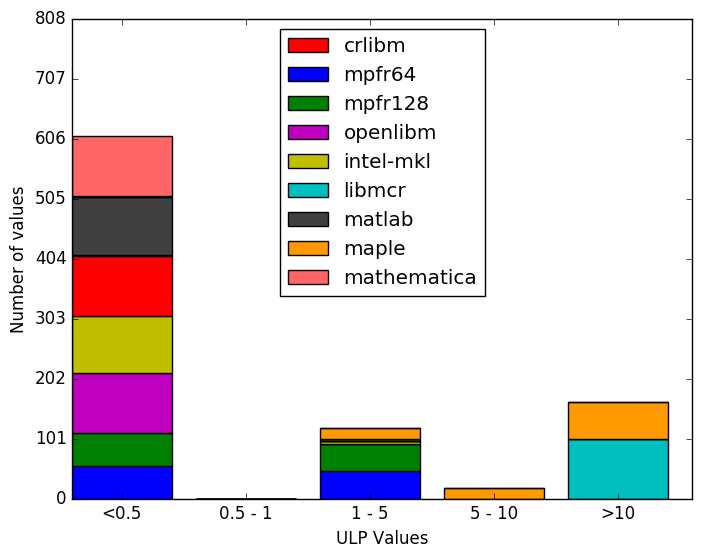 808
707
606
505
404
303
202
101
0
Number of values
crlibm
mpfr64
mpfr128
openlibm
intel-mkl
libmcr
matlab
maple
mathematica
<0.5
0.5 - 1
1 - 5
5 - 10
>10
ULP Values